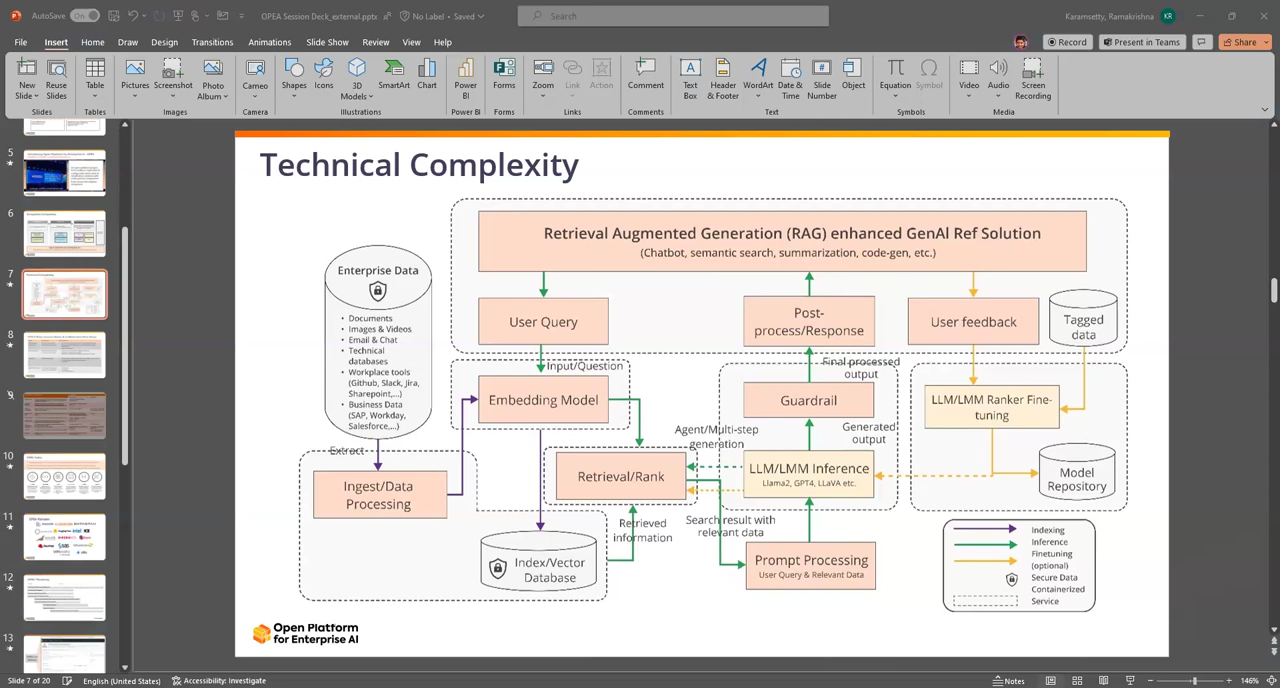 AutoSave
On
OPEA Session Deck_external.pptx
No Label • Saved
Search
Karamsetty, Ramakrishna
KR
File
Insert
Home
Draw
Design
Transitions
Animations
Slide Show
Review
View
Help
Record
Present in Teams
Share
New
Slide
Reuse
Slides
Table
Pictures
Screenshot
Photo
Album
Cameo
Shapes
Icons
3D
Models
SmartArt
Chart
Power
BI
Forms
Zoom
Link
Action
Comment
Text
Box
Header
& Footer
WordArt
Date &
Time
Slide
Number
Object
Equation
Symbol
Video
Audio
Screen
Recording
Slides
Tables
Images
Camera
Illustrations
Power BI
Forms
Links
Comments
Text
Symbols
Media
5
6
7
8
9
10
11
12
13
Technical Complexity
Retrieval Augmented Generation (RAG) enhanced GenAI Ref Solution
(Chatbot, semantic search, summarization, code-gen, etc.)
Enterprise Data
• Documents
• Images & Videos
• Email & Chat
• Technical
databases
• Workplace tools
(Github, Slack, Jira,
Sharepoint,...)
• Business Data
(SAP, Workday,
Salesforce,...)
User Query
Post-
process/Response
User feedback
Tagged
data
Input/Question
Final processed
output
Embedding Model
Guardrail
LLM/LMM Ranker Fine-
tuning
Agent/Multi-step
generation
Generated
output
Extract
Ingest/Data
Processing
Retrieval/Rank
LLM/LMM Inference
Llama2, GPT4, LLaVA etc.
Model
Repository
Retrieved
information
Search result with
relevant data
Index/Vector
Database
Prompt Processing
User Query & Relevant Data
Indexing
Inference
Finetuning
(optional)
Secure Data
Containerized
Service
Open Platform
for Enterprise AI
Slide 7 of 20
English (United States)
Accessibility: Investigate
Notes
146%